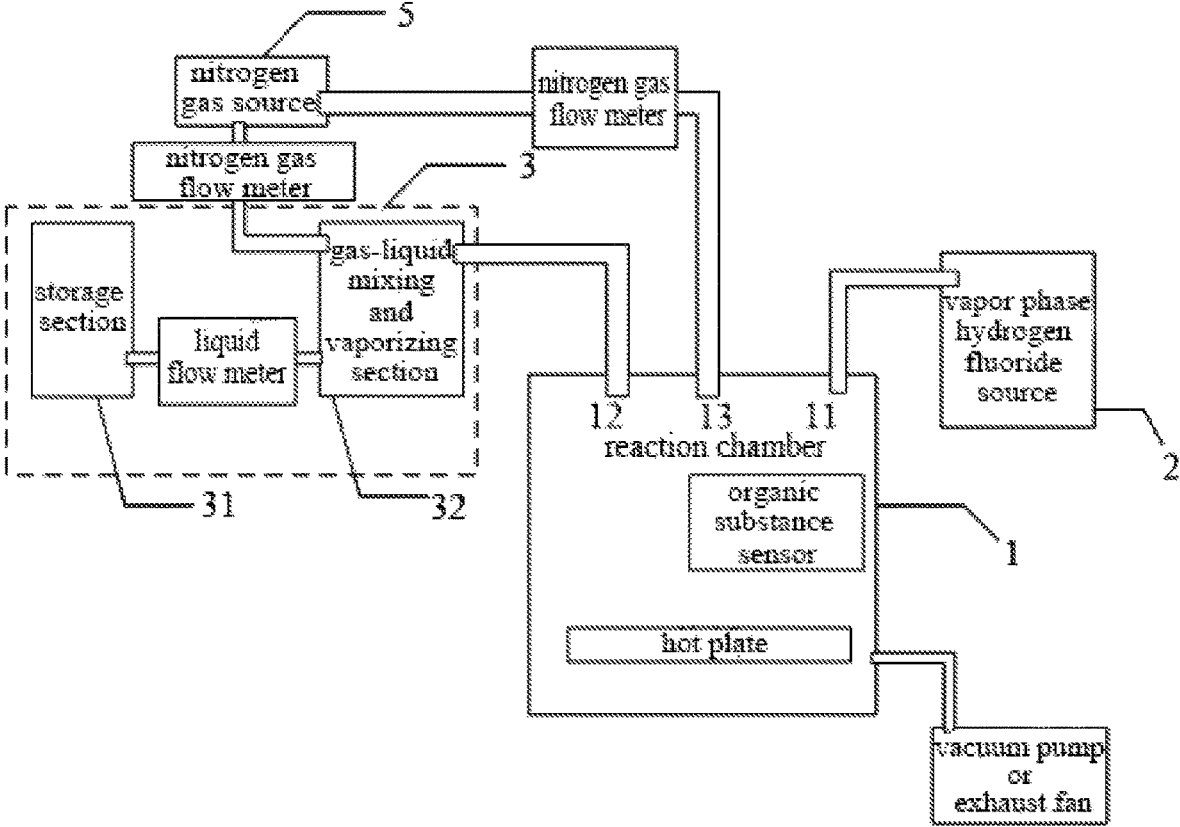 5
nitrogen
gas source
nitrogen gas
flow meter
nitrogen gas
flow meter
3
storage
section
liquid
flow meter
gas-liquid
mixing
and
vaporizing
section
vapor phase
hydrogen
fluoride
source
12
13
11
reaction chamber
2
31
32
organic
substance
sensor
1
hot plate
vacuum pump
or
exhaust fan